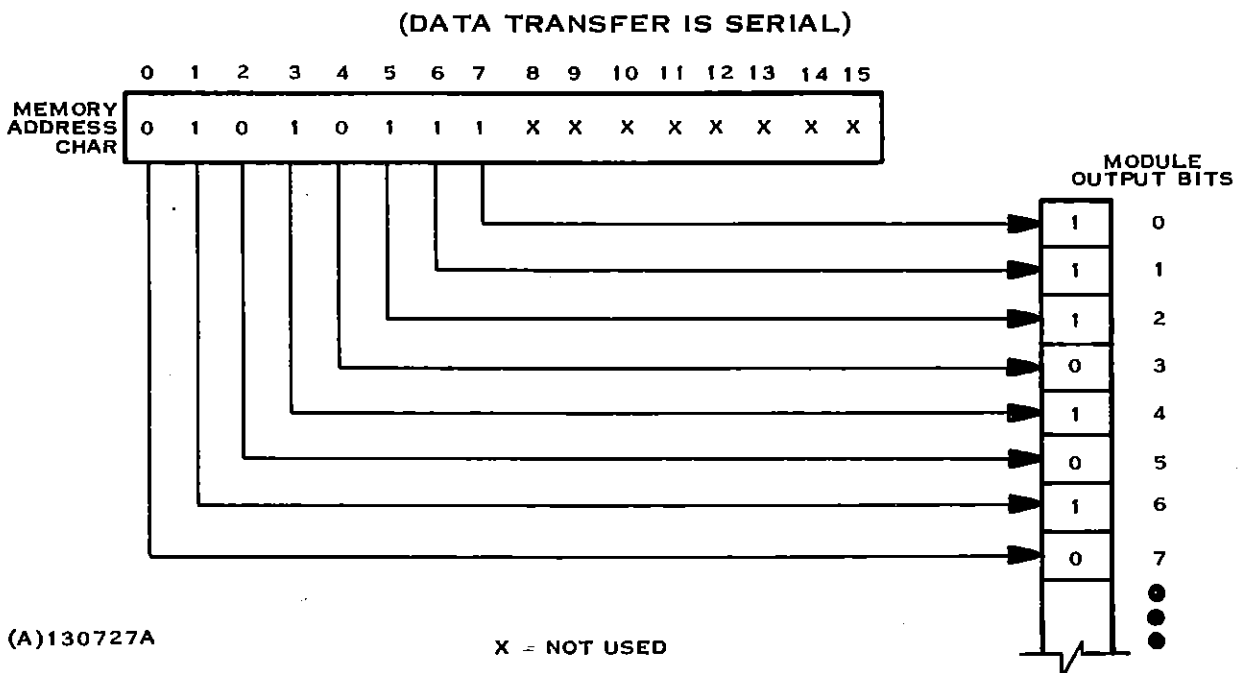 (DATA TRANSFER IS SERIAL)
0 1 2 3 4 5 6 7 8 9 10 11 12 13 14 15
MEMORY
ADDRESS
CHAR
0 1 0 1 0 1 1 1 X X X X X X X X
MODULE
OUTPUT BITS
1 0
1 1
1 2
0 3
1 4
0 5
1 6
0 7
(A)130727A
X = NOT USED